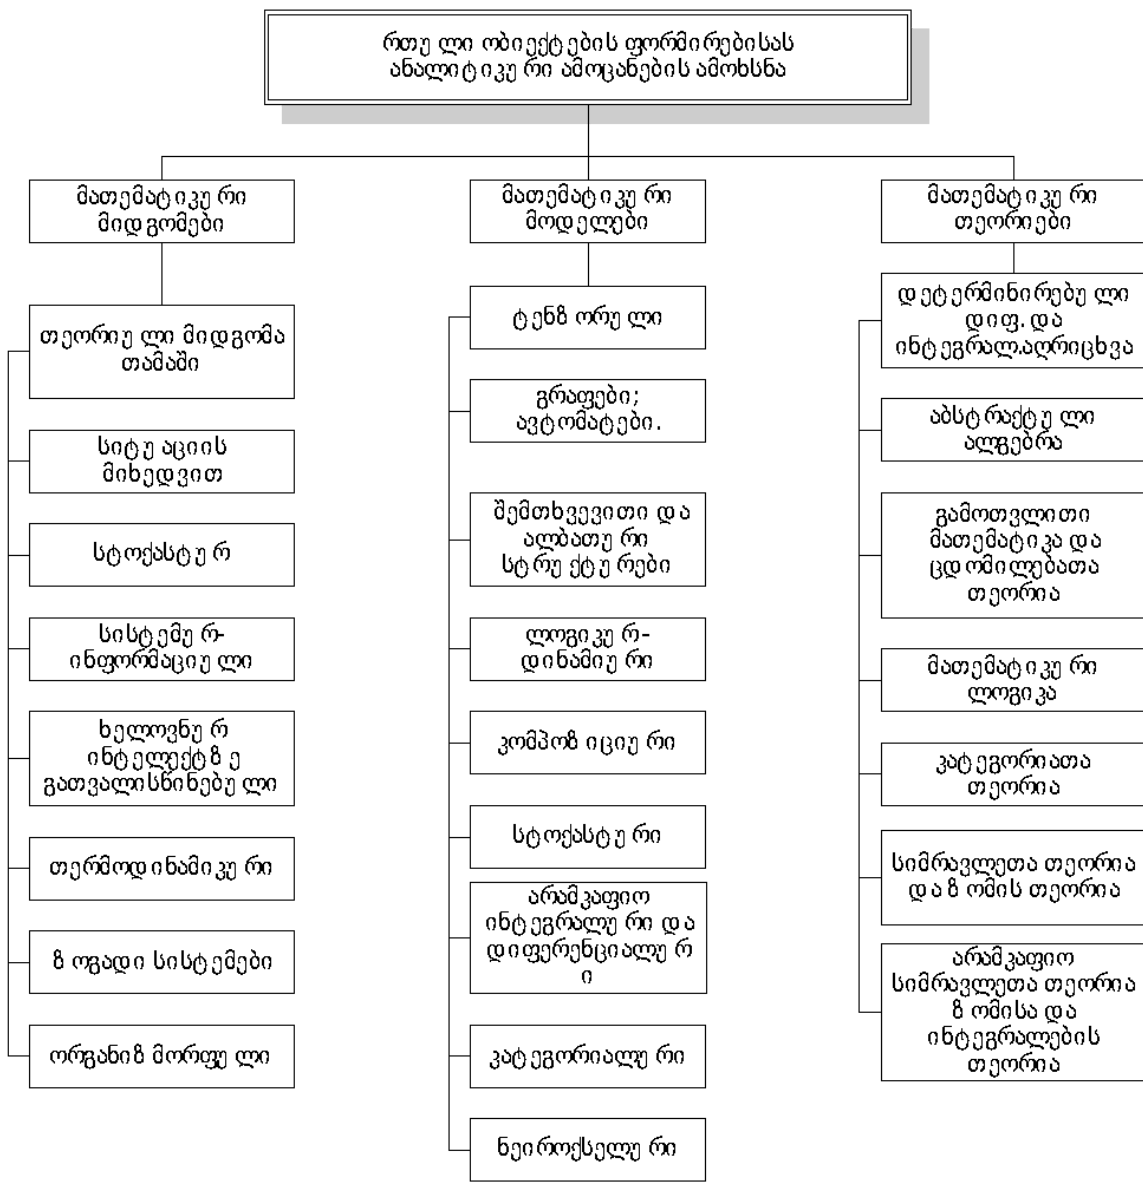 რთული ობიექტების ფორმირებისას
ანალიტიკური ამოცანების ამოხსნა
მათემატიკური
მიდგომები
თეორიული მიდგომა
თამაში
სიტუაციის
მიხედვით
სტოქასტურ
სისტემურ-
ინფორმაციული
ხელოვნურ
ინტელექტზე
გათვალისწინებული
თერმოდინამიკური
ზოგადი სისტემები
ორგანიზმორფული
მათემატიკური
მოდელები
ტენზორული
გრაფები;
ავტომატები.
შემთხვევითი და
ალბათური
სტრუქტურები
ლოგიკურ-
დინამიური
კომპოზიციური
სტოქასტური
არამკაფიო
ინტეგრალური და
დიფერენციალურ
ი
კატეგორიალური
ნეიროქსელური
მათემატიკური
თეორიები
დეტერმინირებული
დიფ. და
ინტეგრალ.აღრიცხვა
აბსტრაქტული
ალგებრა
გამოთვლითი
მათემატიკა და
ცდომილებათა
თეორია
მათემატიკური
ლოგიკა
კატეგორიათა
თეორია
სიმრავლეთა თეორია
და ზომის თეორია
არამკაფიო
სიმრავლეთა თეორია
ზომისა და
ინტეგრალების
თეორია